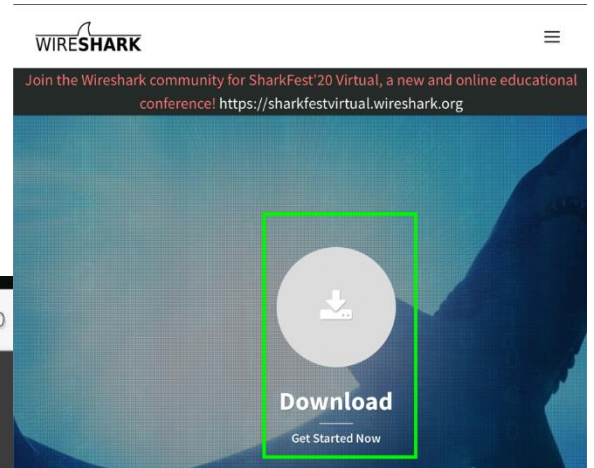 WIRESHARK
Join the Wireshark community for SharkFest'20 Virtual, a new and online educational
conference! https://sharkfestvirtual.wireshark.org
Download
Get Started Now